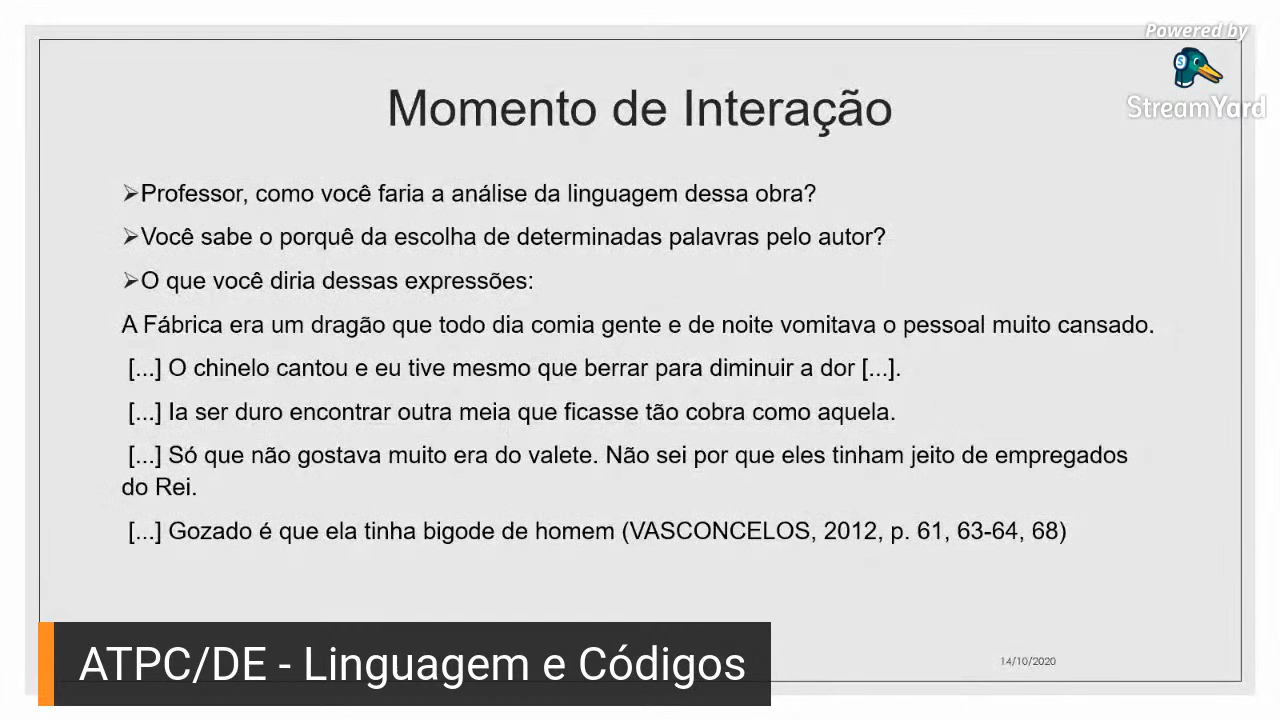 Powered by
StreamYard
Momento de Interação
➢Professor, como você faria a análise da linguagem dessa obra?
➢Você sabe o porquê da escolha de determinadas palavras pelo autor?
➢O que você diria dessas expressões:
A Fábrica era um dragão que todo dia comia gente e de noite vomitava o pessoal muito cansado.
[...] O chinelo cantou e eu tive mesmo que berrar para diminuir a dor [...].
[...] Ia ser duro encontrar outra meia que ficasse tão cobra como aquela.
[...] Só que não gostava muito era do valete. Não sei por que eles tinham jeito de empregados
do Rei.
[...] Gozado é que ela tinha bigode de homem (VASCONCELOS, 2012, p. 61, 63-64, 68)
ATPC/DE - Linguagem e Códigos
14/10/2020